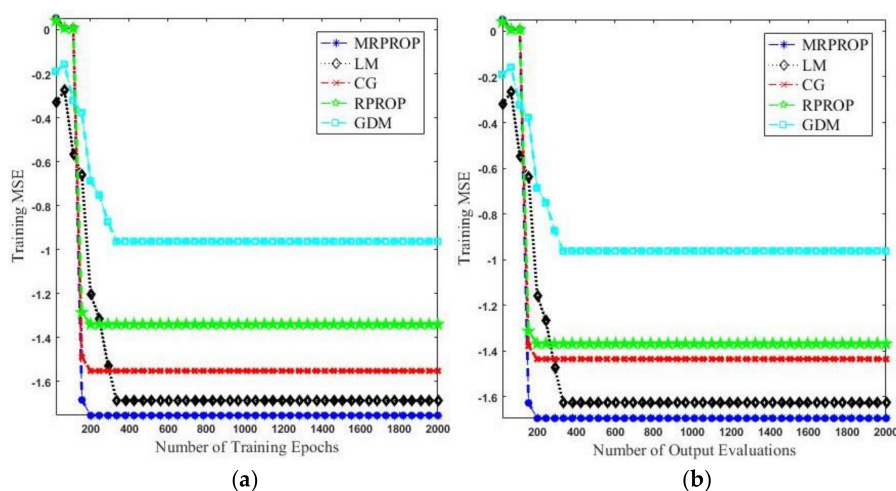 0
-0.2
-0.4
-0.6
-0.8
-1
-1.2
-1.4
-1.6
Training MSE
MRPROP
LM
CG
RPROP
GDM
200 400 600 800 1000 1200 1400 1600 1800 2000
Number of Training Epochs
(a)
0
-0.2
-0.4
-0.6
-0.8
-1
-1.2
-1.4
-1.6
Training MSE
MRPROP
LM
CG
RPROP
GDM
200 400 600 800 1000 1200 1400 1600 1800 2000
Number of Output Evaluations
(b)